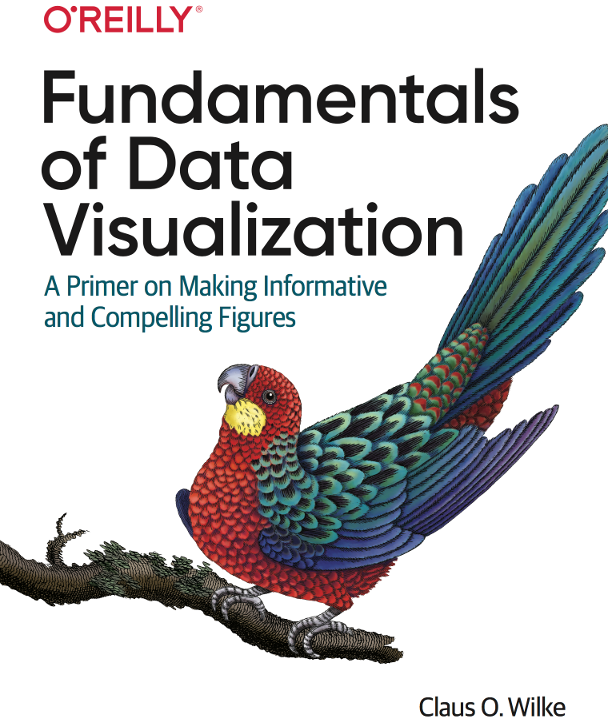 O'REILLY®
Fundamentals
of Data
Visualization
A Primer on Making Informative
and Compelling Figures
Claus O. Wilke